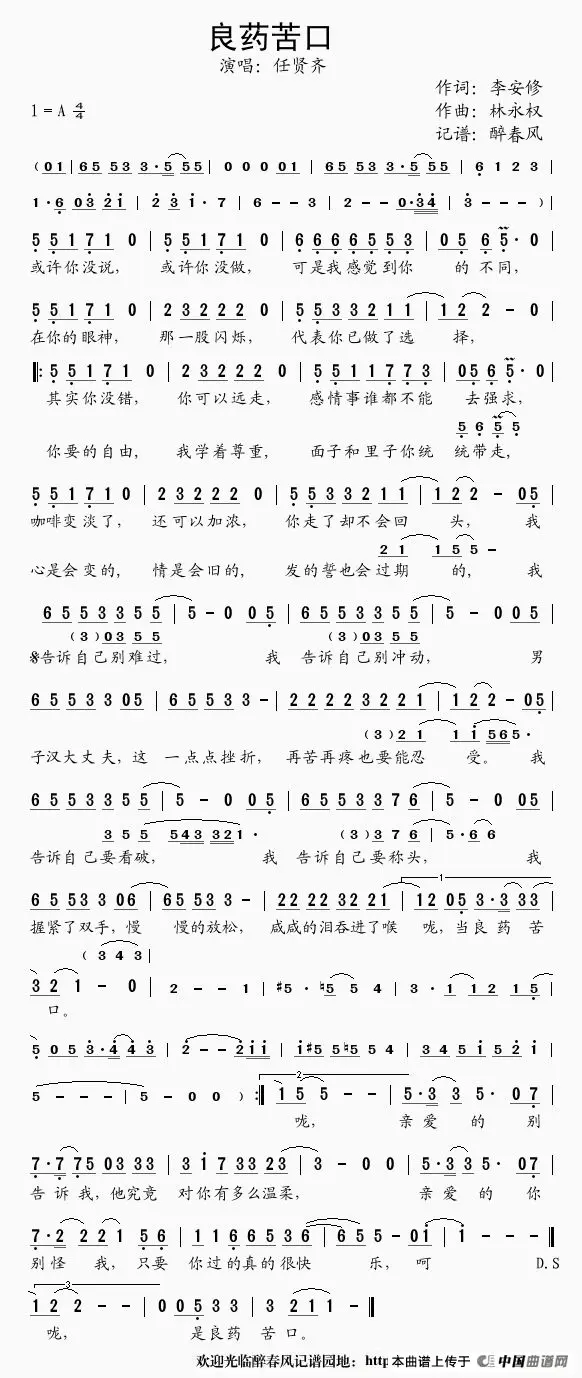 良药苦口
演唱：任贤齐
作词：李安修
1=A 4/4
作曲：林永权
记谱：醉春风
（0 1 | 6 5 5 3 3·5 5 5 | 0 0 0 0 1 | 6 5 5 3 3·5 5 5 | 6 1 2 3 |
1·6 0 3 2 1 | 2 3 1·7 | 6 - - 3 | 2 - - 0·3 4 | 3 - - - ）|
5 5 1 7 1 0 | 5 5 1 7 1 0 | 6 6 6 6 5 5 3 | 0 5 6 5·0 |
或许你没说， 或许你没做， 可是我感觉到你 的不同，
5 5 1 7 1 0 | 2 3 2 2 2 0 | 5 5 3 3 2 1 1 | 1 2 2 - 0 |
在你的眼神， 那一股闪烁， 代表你已做了选 择，
‖: 5 5 1 7 1 0 | 2 3 2 2 2 0 | 5 5 1 1 7 7 3 | 0 5 6 5·0 |
其实你没错， 你可以远走， 感情事谁都不能 去强求，
5 6 5 5
你要的自由， 我学着尊重， 面子和里子你统 统带走，
5 5 1 7 1 0 | 2 3 2 2 2 0 | 5 5 3 3 2 1 1 | 1 2 2 - 0 5 |
咖啡变淡了， 还可以加浓， 你走了却不会回 头， 我
2 1 1 5 5 -
心是会变的， 情是会旧的， 发的誓也会过期 的， 我
6 5 5 3 3 5 5 | 5 - 0 0 5 | 6 5 5 3 3 5 5 | 5 - 0 0 |
（3）0 3 5 5 （3）0 3 5 5
告诉自己别难过， 我 告诉自己别冲动， 男
6 5 5 3 3 0 5 | 6 5 5 3 3 - | 2 2 2 2 3 2 2 1 | 1 2 2 - 0 5 |
（3）2 1 1 1 5 6 5·
子汉大丈夫，这 一点点挫折， 再苦再疼也要能忍 受。 我
6 5 5 3 3 5 5 | 5 - 0 0 5 | 6 5 5 3 3 7 6 | 5 - 0 0 5 |
3 5 5 5 4 3 3 2 1· （3）3 7 6 5·6 6
告诉自己要看破， 我 告诉自己要称头， 我
6 5 5 3 3 0 6 | 6 5 5 3 3 - | 2 2 2 2 3 2 2 1 | 1 2 0 5 3·3 3 5 |
握紧了双手，慢 慢的放松， 咸咸的泪吞进了喉 咙，当良药苦
（3 4 3）
3 2 1 - 0 | 2 - - 1 | #5·5 5 4 | 3·1 1 2 1 5 |
口。
5 0 5 3·4 4 3 | 2 - - 2 1 1 | 1 #5 5 5 5 4 | 3 4 5 1 5 2 1 |
5 - - - | 5 - 0 0 ）:‖ 1 5 5 - - | 5·3 3 5·0 7 |
咙， 亲爱的 别
7·7 7 5 0 3 3 3 | 3 1 7 3 3 2 3 | 3 - 0 0 | 5·3 3 5·0 5 |
告诉我，他究竟 对你有多么温柔， 亲爱的 你
7·2 2 2 1 5 6 | 1 1 6 6 5 3 6 | 6 5 5 - 0 1 | 1 - - - ‖
别怪我，只要 你过的真的很快 乐，呵 D.S
1 2 2 - - | 0 0 5 3 3 | 3 2 1 1 - ‖
咙， 是良药 苦口。
欢迎光临醉春风记谱园地：http 本曲谱上传于 中国曲谱网